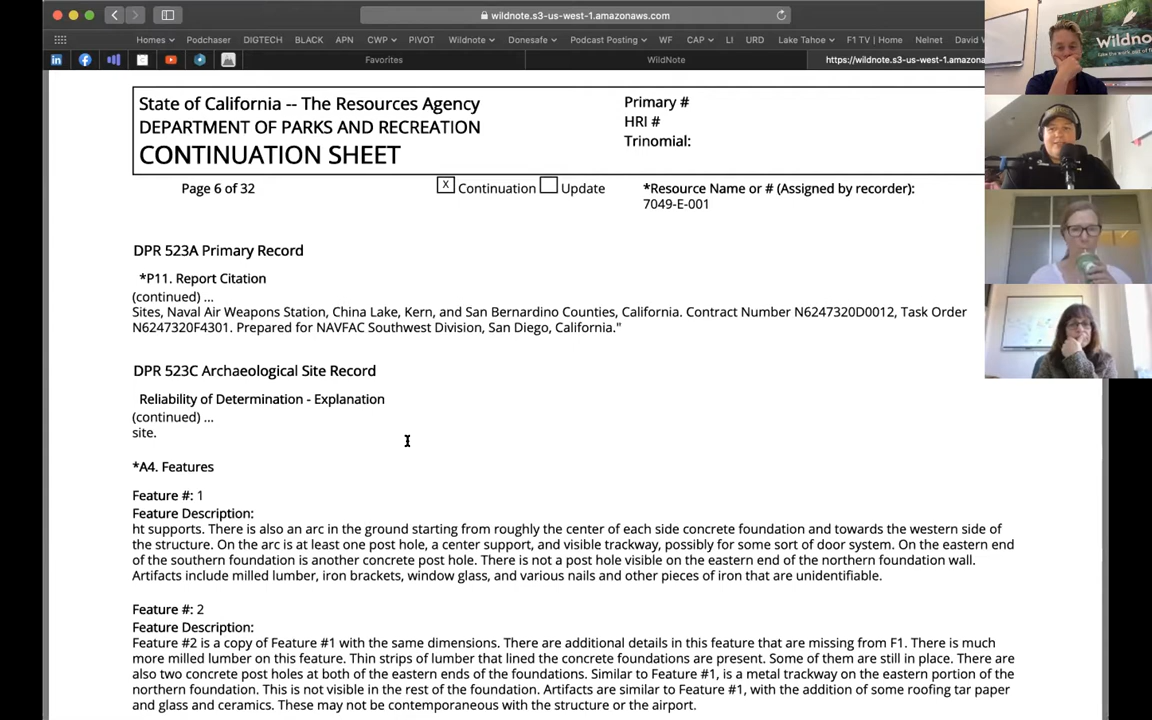 wildnote.s3-us-west-1.amazonaws.com
Homes Podchaser DIGTECH BLACK APN CWP PIVOT Wildnote Donesafe Podcast Posting WF CAP LI URD Lake Tahoe F1 TV | Home Nelnet David W
Favorites WildNote https://wildnote.s3-us-west-1.amazona
Wildno
State of California -- The Resources Agency
DEPARTMENT OF PARKS AND RECREATION
CONTINUATION SHEET
Primary #
HRI #
Trinomial:
Page 6 of 32
X Continuation Update
*Resource Name or # (Assigned by recorder):
7049-E-001
DPR 523A Primary Record
*P11. Report Citation
(continued) ...
Sites, Naval Air Weapons Station, China Lake, Kern, and San Bernardino Counties, California. Contract Number N6247320D0012, Task Order
N6247320F4301. Prepared for NAVFAC Southwest Division, San Diego, California."
DPR 523C Archaeological Site Record
Reliability of Determination - Explanation
(continued) ...
site.
*A4. Features
Feature #: 1
Feature Description:
ht supports. There is also an arc in the ground starting from roughly the center of each side concrete foundation and towards the western side of
the structure. On the arc is at least one post hole, a center support, and visible trackway, possibly for some sort of door system. On the eastern end
of the southern foundation is another concrete post hole. There is not a post hole visible on the eastern end of the northern foundation wall.
Artifacts include milled lumber, iron brackets, window glass, and various nails and other pieces of iron that are unidentifiable.
Feature #: 2
Feature Description:
Feature #2 is a copy of Feature #1 with the same dimensions. There are additional details in this feature that are missing from F1. There is much
more milled lumber on this feature. Thin strips of lumber that lined the concrete foundations are present. Some of them are still in place. There are
also two concrete post holes at both of the eastern ends of the foundations. Similar to Feature #1, is a metal trackway on the eastern portion of the
northern foundation. This is not visible in the rest of the foundation. Artifacts are similar to Feature #1, with the addition of some roofing tar paper
and glass and ceramics. These may not be contemporaneous with the structure or the airport.